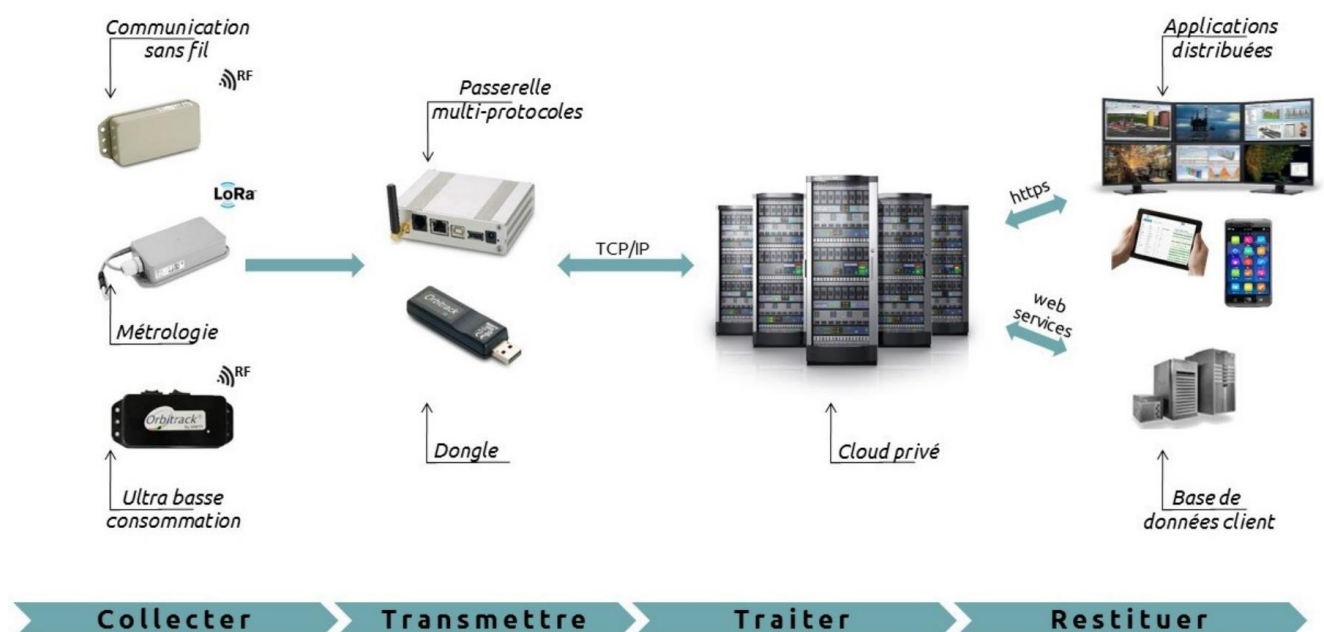 Communication
sans fil
RF
LoRa
Métrologie
RF
Orbitrack
Ultra basse
consommation
Passerelle
multi-protocoles
Orbitrack
Dongle
TCP/IP
Cloud privé
https
web
services
Applications
distribuées
Base de
données client
Collecter
Transmettre
Traiter
Restituer